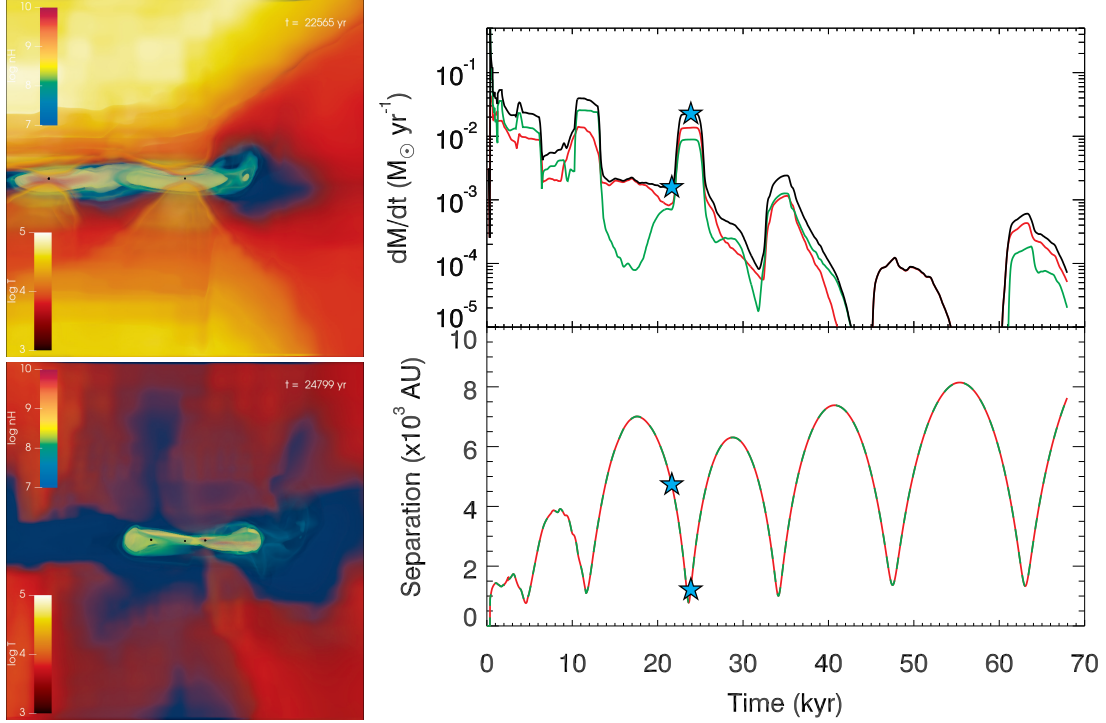 10
t = 22565 yr
9
log nH
8
7
5
log T
4
3
10
t = 24799 yr
9
log nH
8
7
5
log T
4
3
dM/dt (M⊙ yr-1)
10-1
10-2
10-3
10-4
10-5
Separation (x103 AU)
10
8
6
4
2
0
0 10 20 30 40 50 60 70
Time (kyr)